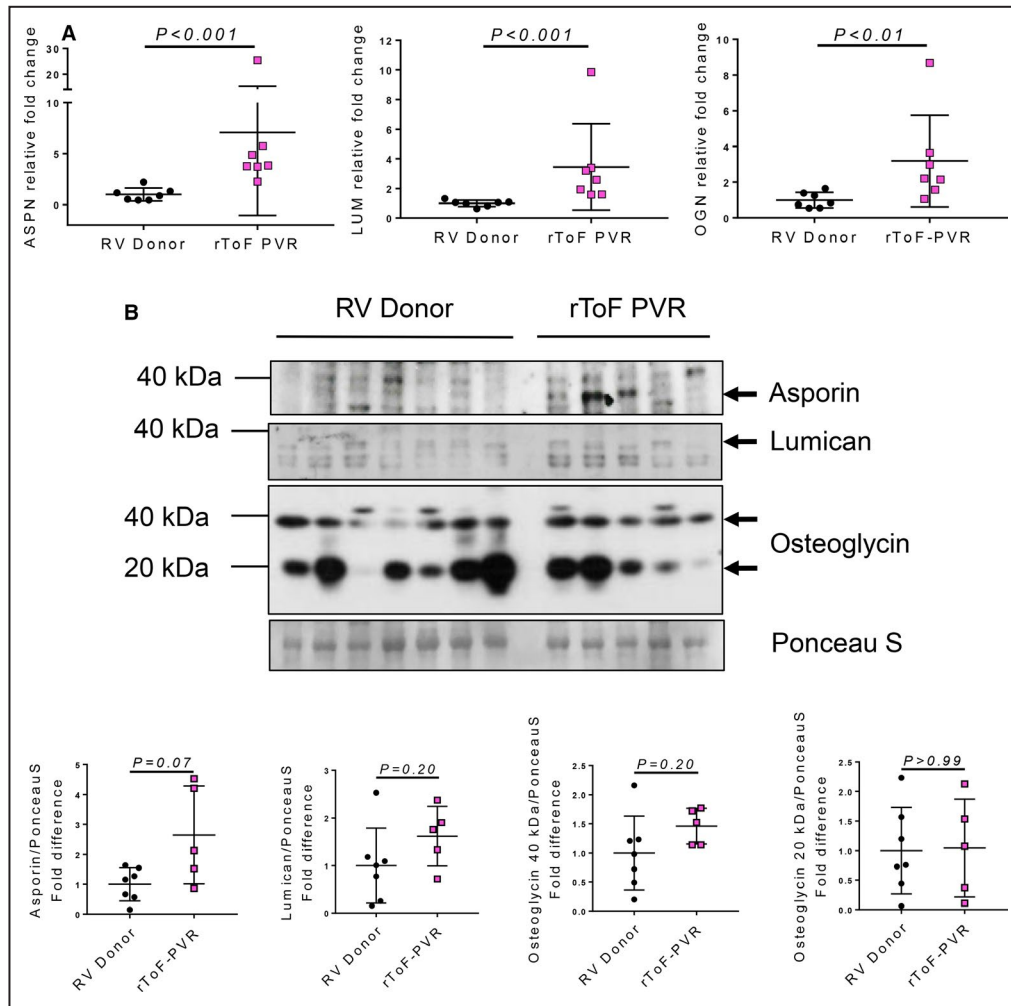 A
P<0.001
ASPN relative fold change
30
20
10
5
0
RV Donor
rToF PVR
P<0.001
LUM relative fold change
12
10
8
6
4
2
0
RV Donor
rToF PVR
P<0.01
OGN relative fold change
10
8
6
4
2
0
RV Donor
rToF-PVR
B
RV Donor
rToF PVR
40 kDa
Asporin
40 kDa
Lumican
40 kDa
Osteoglycin
20 kDa
Ponceau S
Asporin/PonceauS
Fold difference
P=0.07
5
4
3
2
1
0
RV Donor
rToF-PVR
Lumican/PonceauS
Fold difference
P=0.20
3
2
1
0
RV Donor
rToF-PVR
Osteoglycin 40 kDa/PonceauS
Fold difference
P=0.20
2.5
2.0
1.5
1.0
0.5
0.0
RV Donor
rToF-PVR
Osteoglycin 20 kDa/PonceauS
Fold difference
P>0.99
2.5
2.0
1.5
1.0
0.5
0.0
RV Donor
rToF-PVR